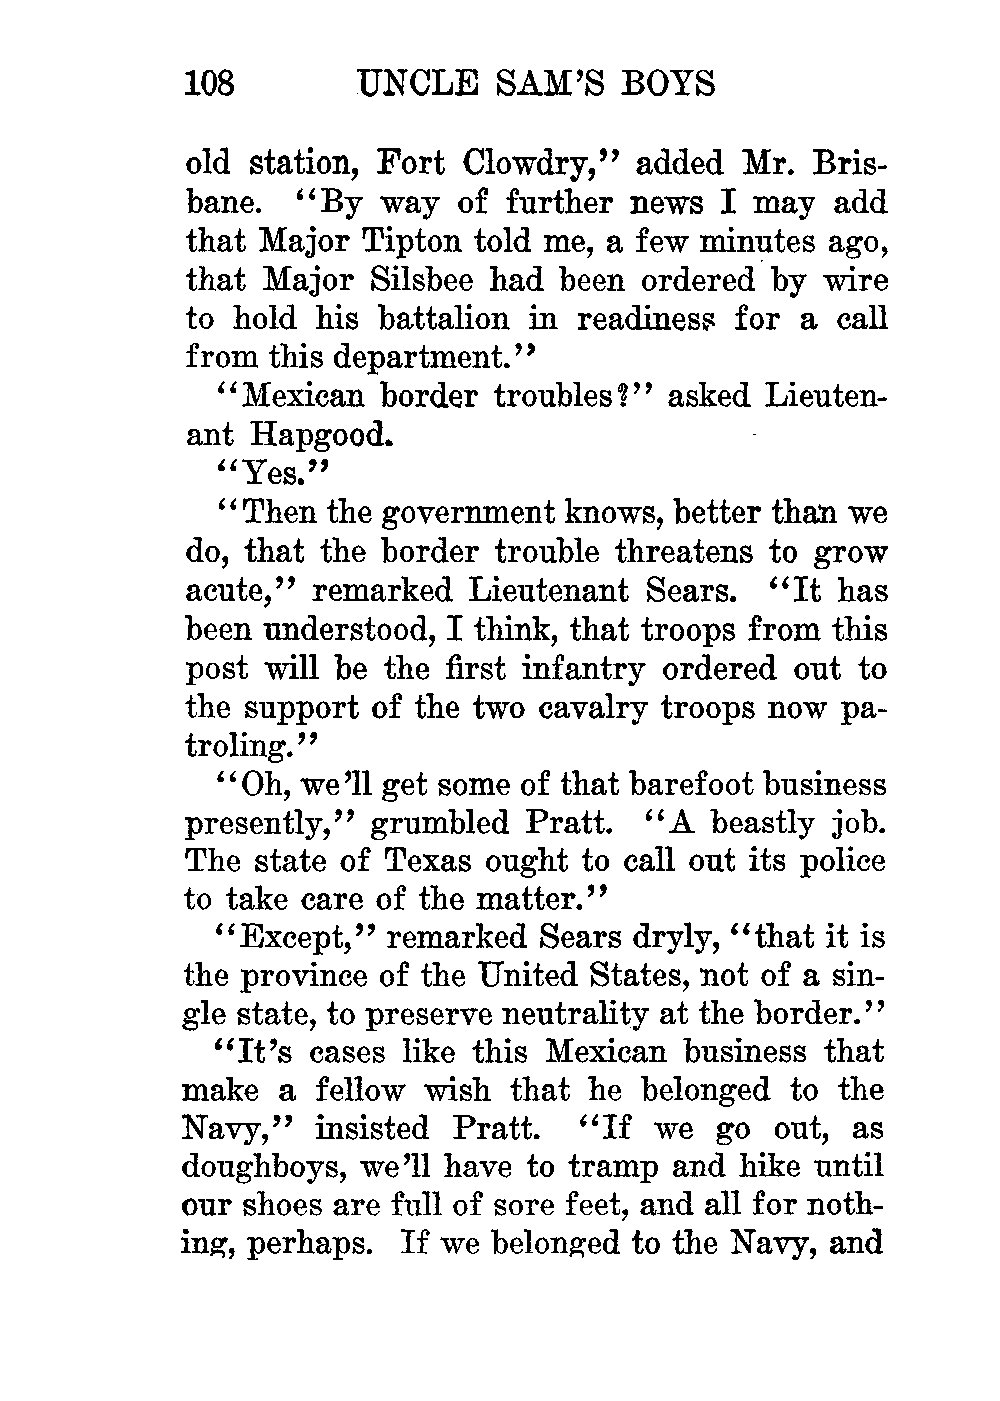 108 UNCLE SAM'S BOYS
old station, Fort Clowdry," added Mr. Bris-
bane. "By way of further news I may add
that Major Tipton told me, a few minutes ago,
that Major Silsbee had been ordered by wire
to hold his battalion in readiness for a call
from this department."
"Mexican border troubles?" asked Lieuten-
ant Hapgood.
"Yes."
"Then the government knows, better than we
do, that the border trouble threatens to grow
acute," remarked Lieutenant Sears. "It has
been understood, I think, that troops from this
post will be the first infantry ordered out to
the support of the two cavalry troops now pa-
troling."
"Oh, we'll get some of that barefoot business
presently," grumbled Pratt. "A beastly job.
The state of Texas ought to call out its police
to take care of the matter."
"Except," remarked Sears dryly, "that it is
the province of the United States, not of a sin-
gle state, to preserve neutrality at the border."
"It's cases like this Mexican business that
make a fellow wish that he belonged to the
Navy," insisted Pratt. "If we go out, as
doughboys, we'll have to tramp and hike until
our shoes are full of sore feet, and all for noth-
ing, perhaps. If we belonged to the Navy, and